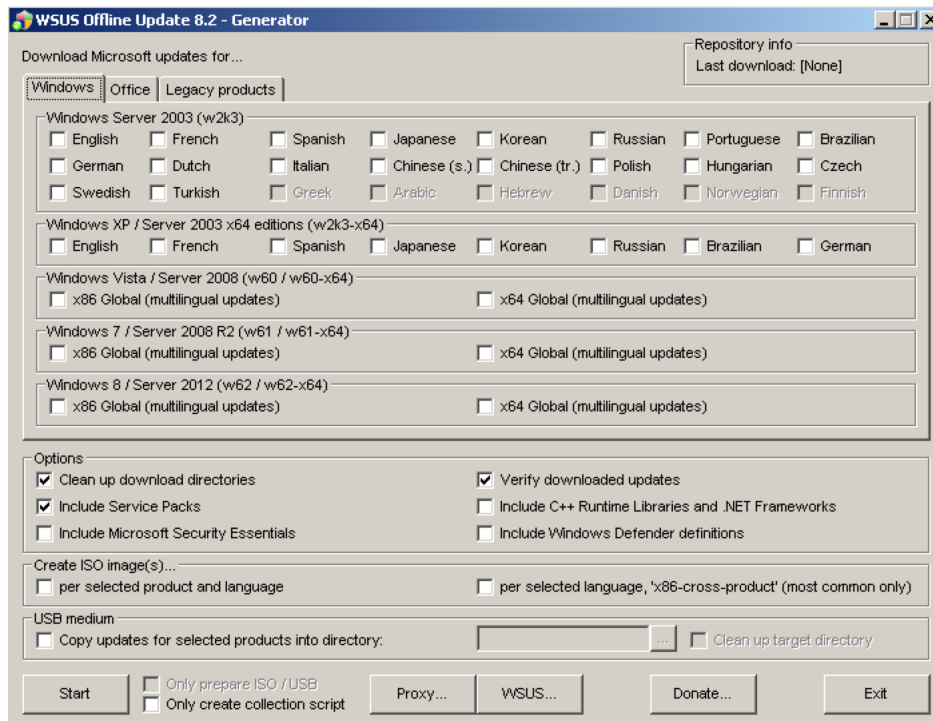 WSUS Offline Update 8.2 - Generator
Download Microsoft updates for...
Repository info
Last download: [None]
Windows Office Legacy products
Windows Server 2003 (w2k3)
English French Spanish Japanese Korean Russian Portuguese Brazilian
German Dutch Italian Chinese (s.) Chinese (tr.) Polish Hungarian Czech
Swedish Turkish Greek Arabic Hebrew Danish Norwegian Finnish
Windows XP / Server 2003 x64 editions (w2k3-x64)
English French Spanish Japanese Korean Russian Brazilian German
Windows Vista / Server 2008 (w60 / w60-x64)
x86 Global (multilingual updates) x64 Global (multilingual updates)
Windows 7 / Server 2008 R2 (w61 / w61-x64)
x86 Global (multilingual updates) x64 Global (multilingual updates)
Windows 8 / Server 2012 (w62 / w62-x64)
x86 Global (multilingual updates) x64 Global (multilingual updates)
Options
Clean up download directories Verify downloaded updates
Include Service Packs Include C++ Runtime Libraries and .NET Frameworks
Include Microsoft Security Essentials Include Windows Defender definitions
Create ISO image(s)...
per selected product and language per selected language, 'x86-cross-product' (most common only)
USB medium
Copy updates for selected products into directory: ... Clean up target directory
Start Only prepare ISO / USB Proxy... WSUS... Donate... Exit
Only create collection script